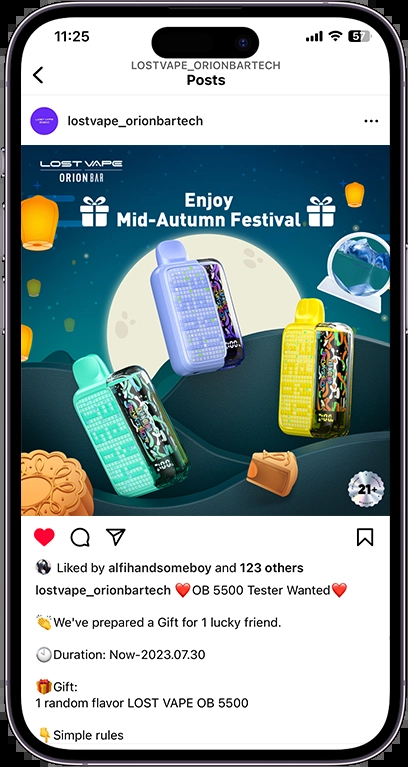 11:25
57
LOSTVAPE_ORIONBARTECH
Posts
lostvape_orionbartech
LOST VAPE
ORION BAR
Enjoy
Mid-Autumn Festival
21+
Liked by alfihandsomeboy and 123 others
lostvape_orionbartech ❤️OB 5500 Tester Wanted❤️
👏We've prepared a Gift for 1 lucky friend.
🕙Duration: Now-2023.07.30
🎁Gift:
1 random flavor LOST VAPE OB 5500
👇Simple rules